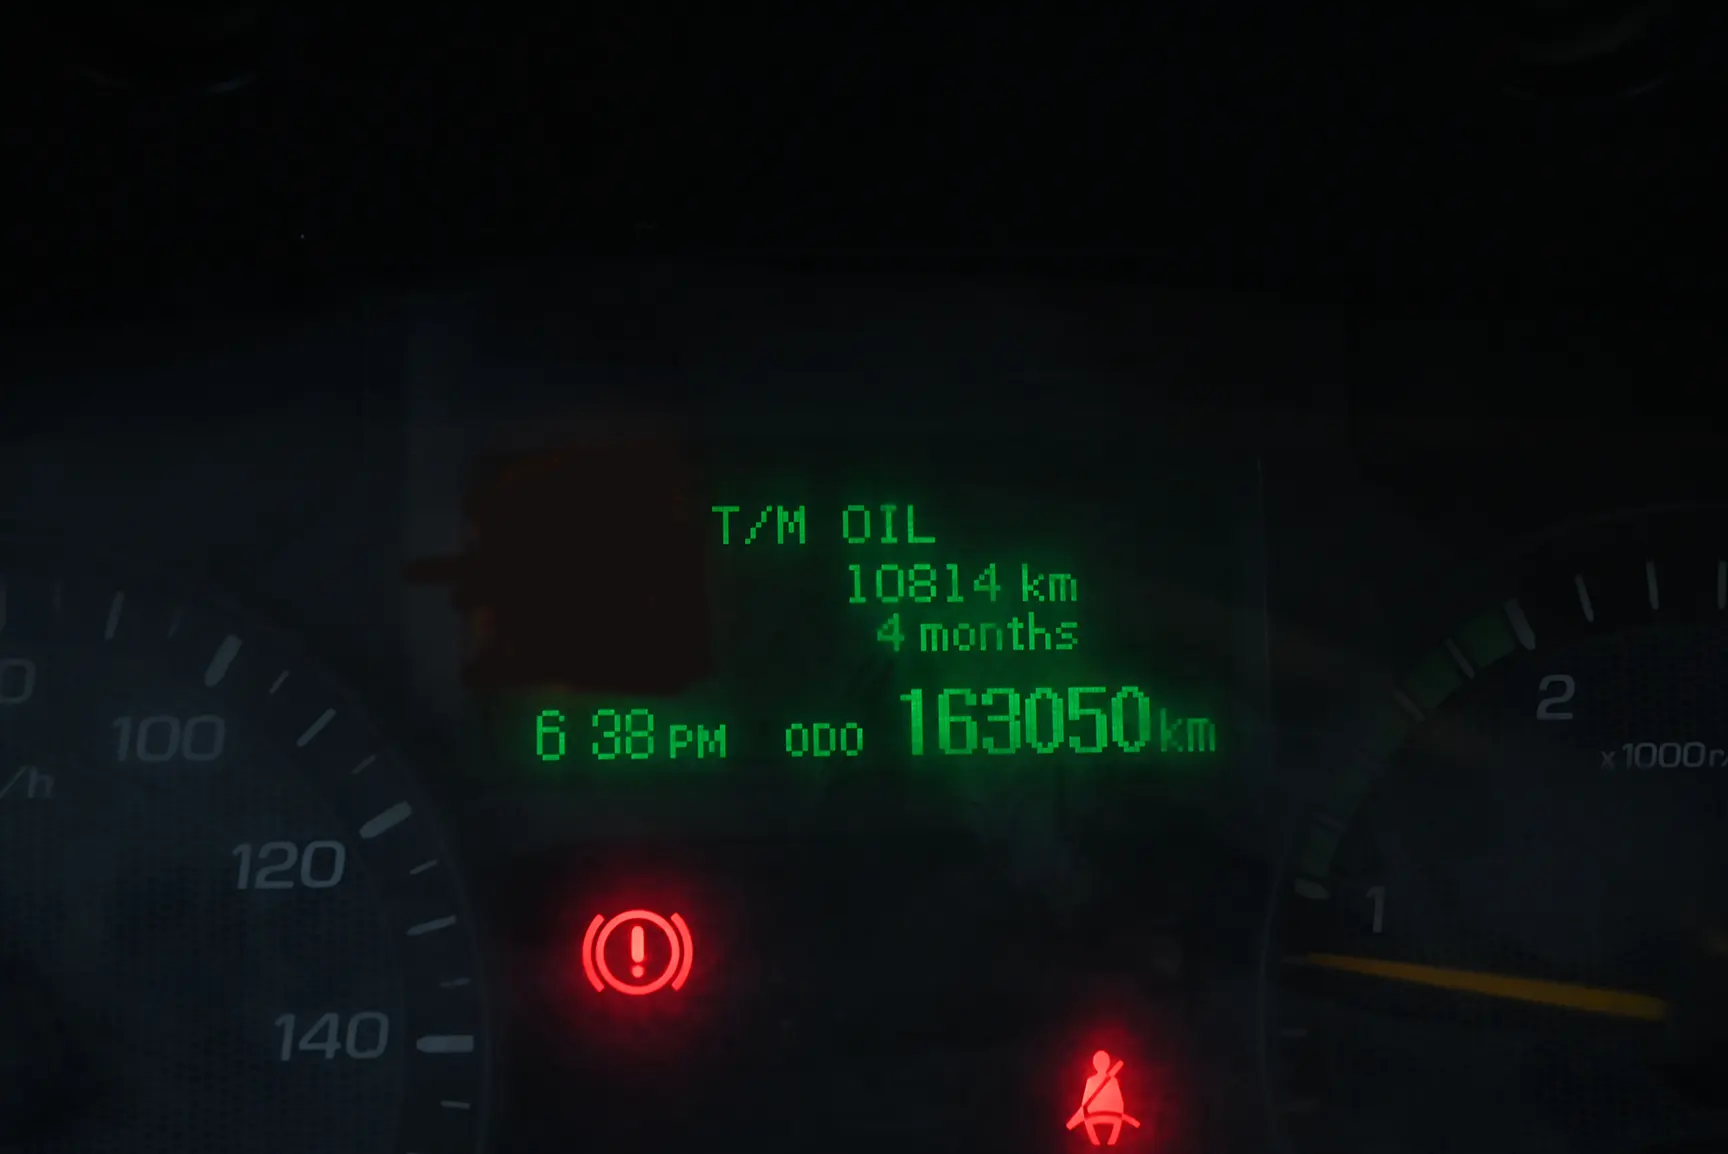 T/M OIL
10814 km
4 months
6 38 PM ODO 163050 km
100
120
140
2
x1000r/
1